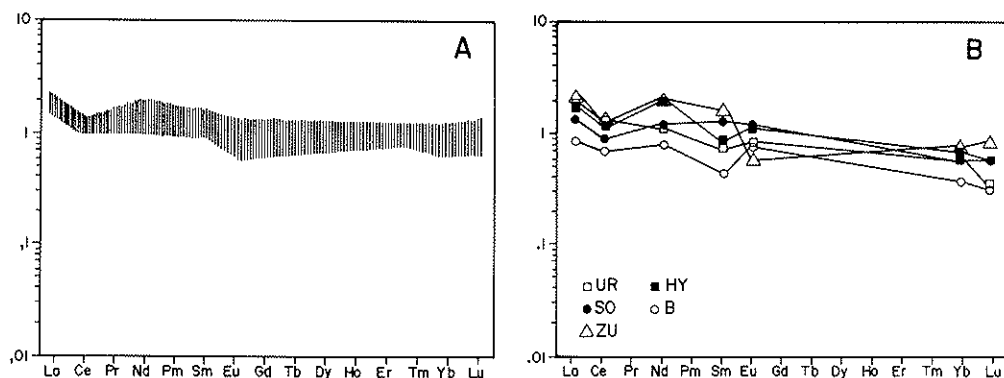 10
1
,1
,01
A
La Ce Pr Nd Pm Sm Eu Gd Tb Dy Ho Er Tm Yb Lu
10
1
.1
.01
B
UR HY
SO B
ZU
La Ce Pr Nd Pm Sm Eu Gd Tb Dy Ho Er Tm Yb Lu